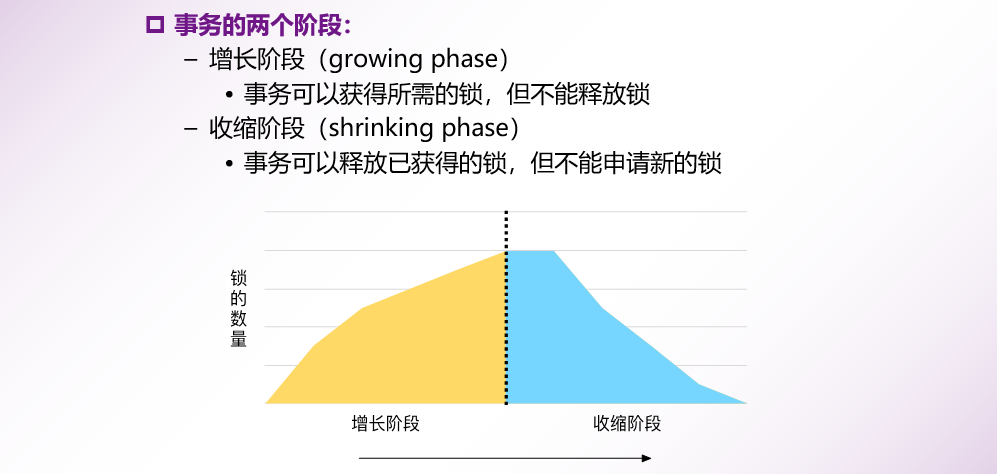 事务的两个阶段：
– 增长阶段（growing phase）
• 事务可以获得所需的锁，但不能释放锁
– 收缩阶段（shrinking phase）
• 事务可以释放已获得的锁，但不能申请新的锁
锁的数量
增长阶段
收缩阶段